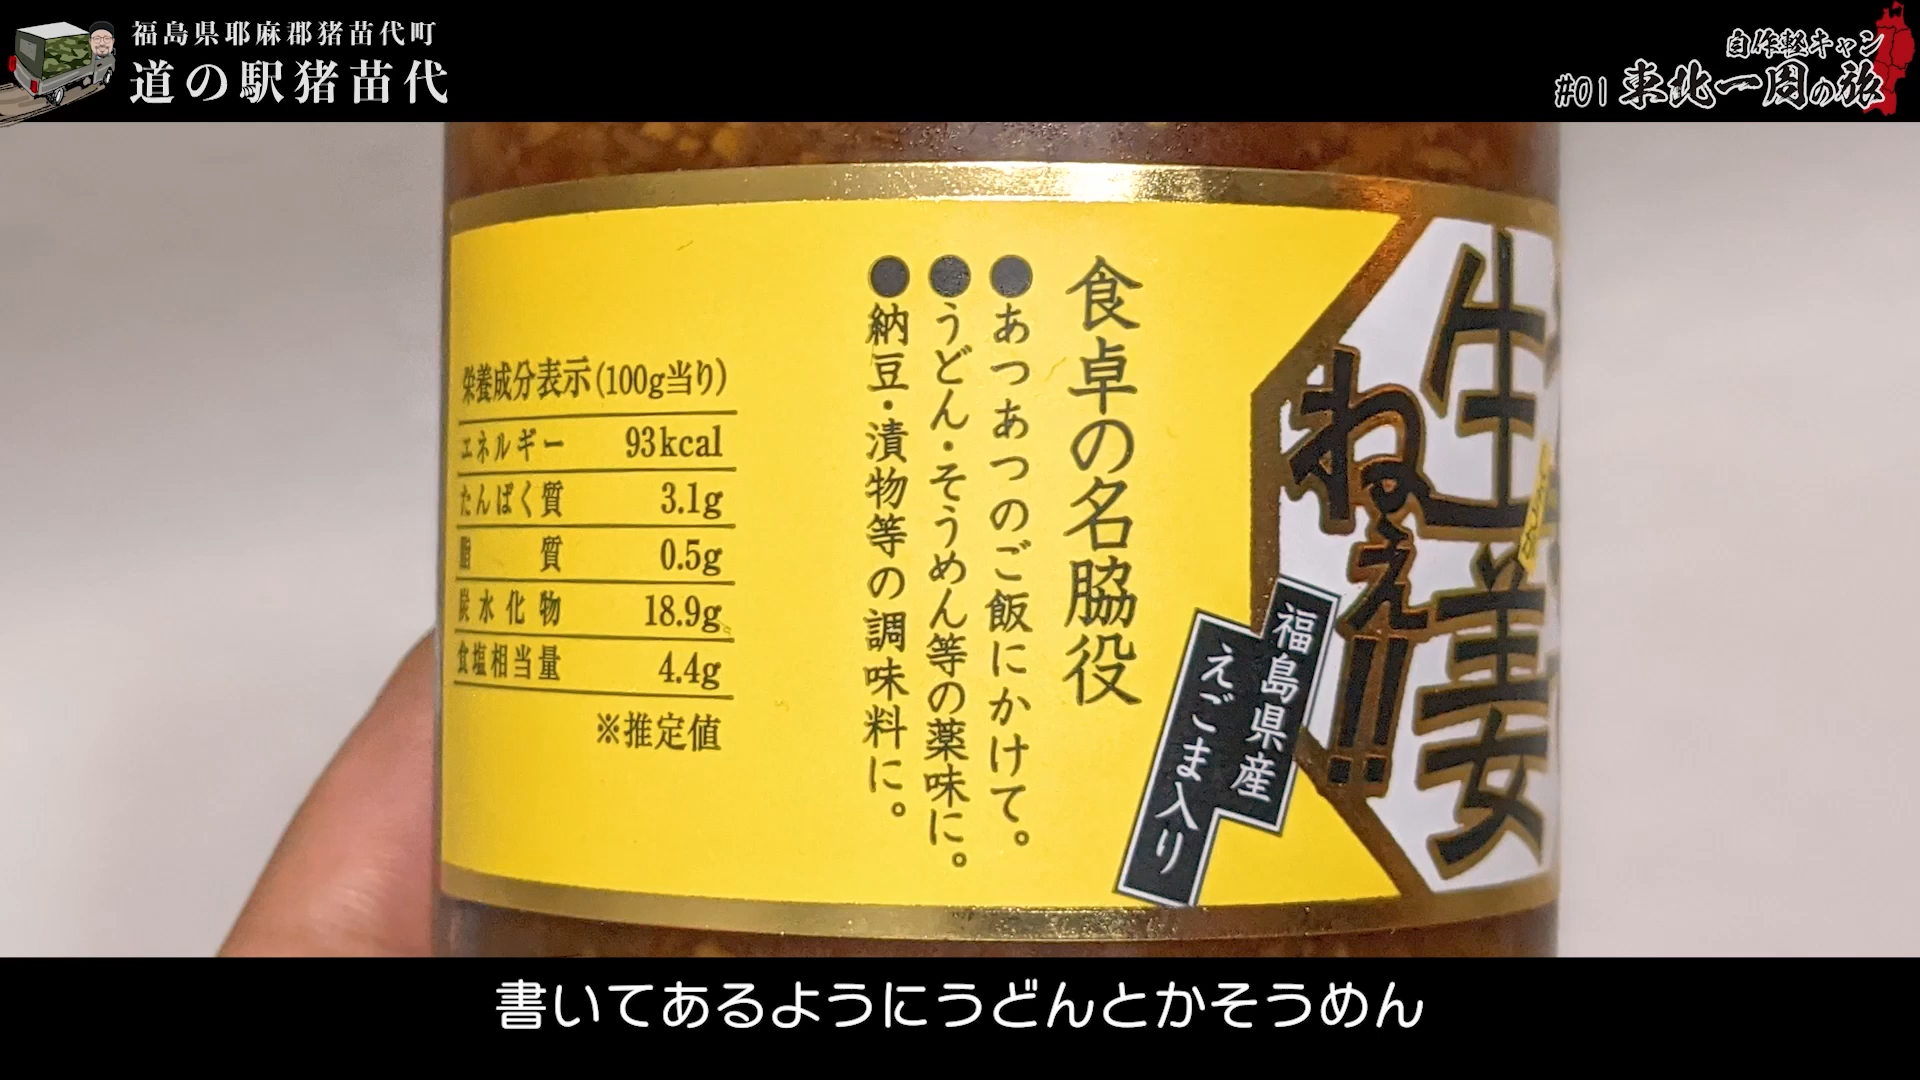 福島県耶麻郡猪苗代町
道の駅猪苗代
自作軽キャン
#01 東北一周の旅
生姜
ねえ!!
福島県産
えごま入り
食卓の名脇役
●あつあつのご飯にかけて。
●うどん・そうめん等の薬味に。
●納豆・漬物等の調味料に。
栄養成分表示(100g当り)
エネルギー 93kcal
たんぱく質 3.1g
脂質 0.5g
炭水化物 18.9g
食塩相当量 4.4g
※推定値
書いてあるようにうどんとかそうめん